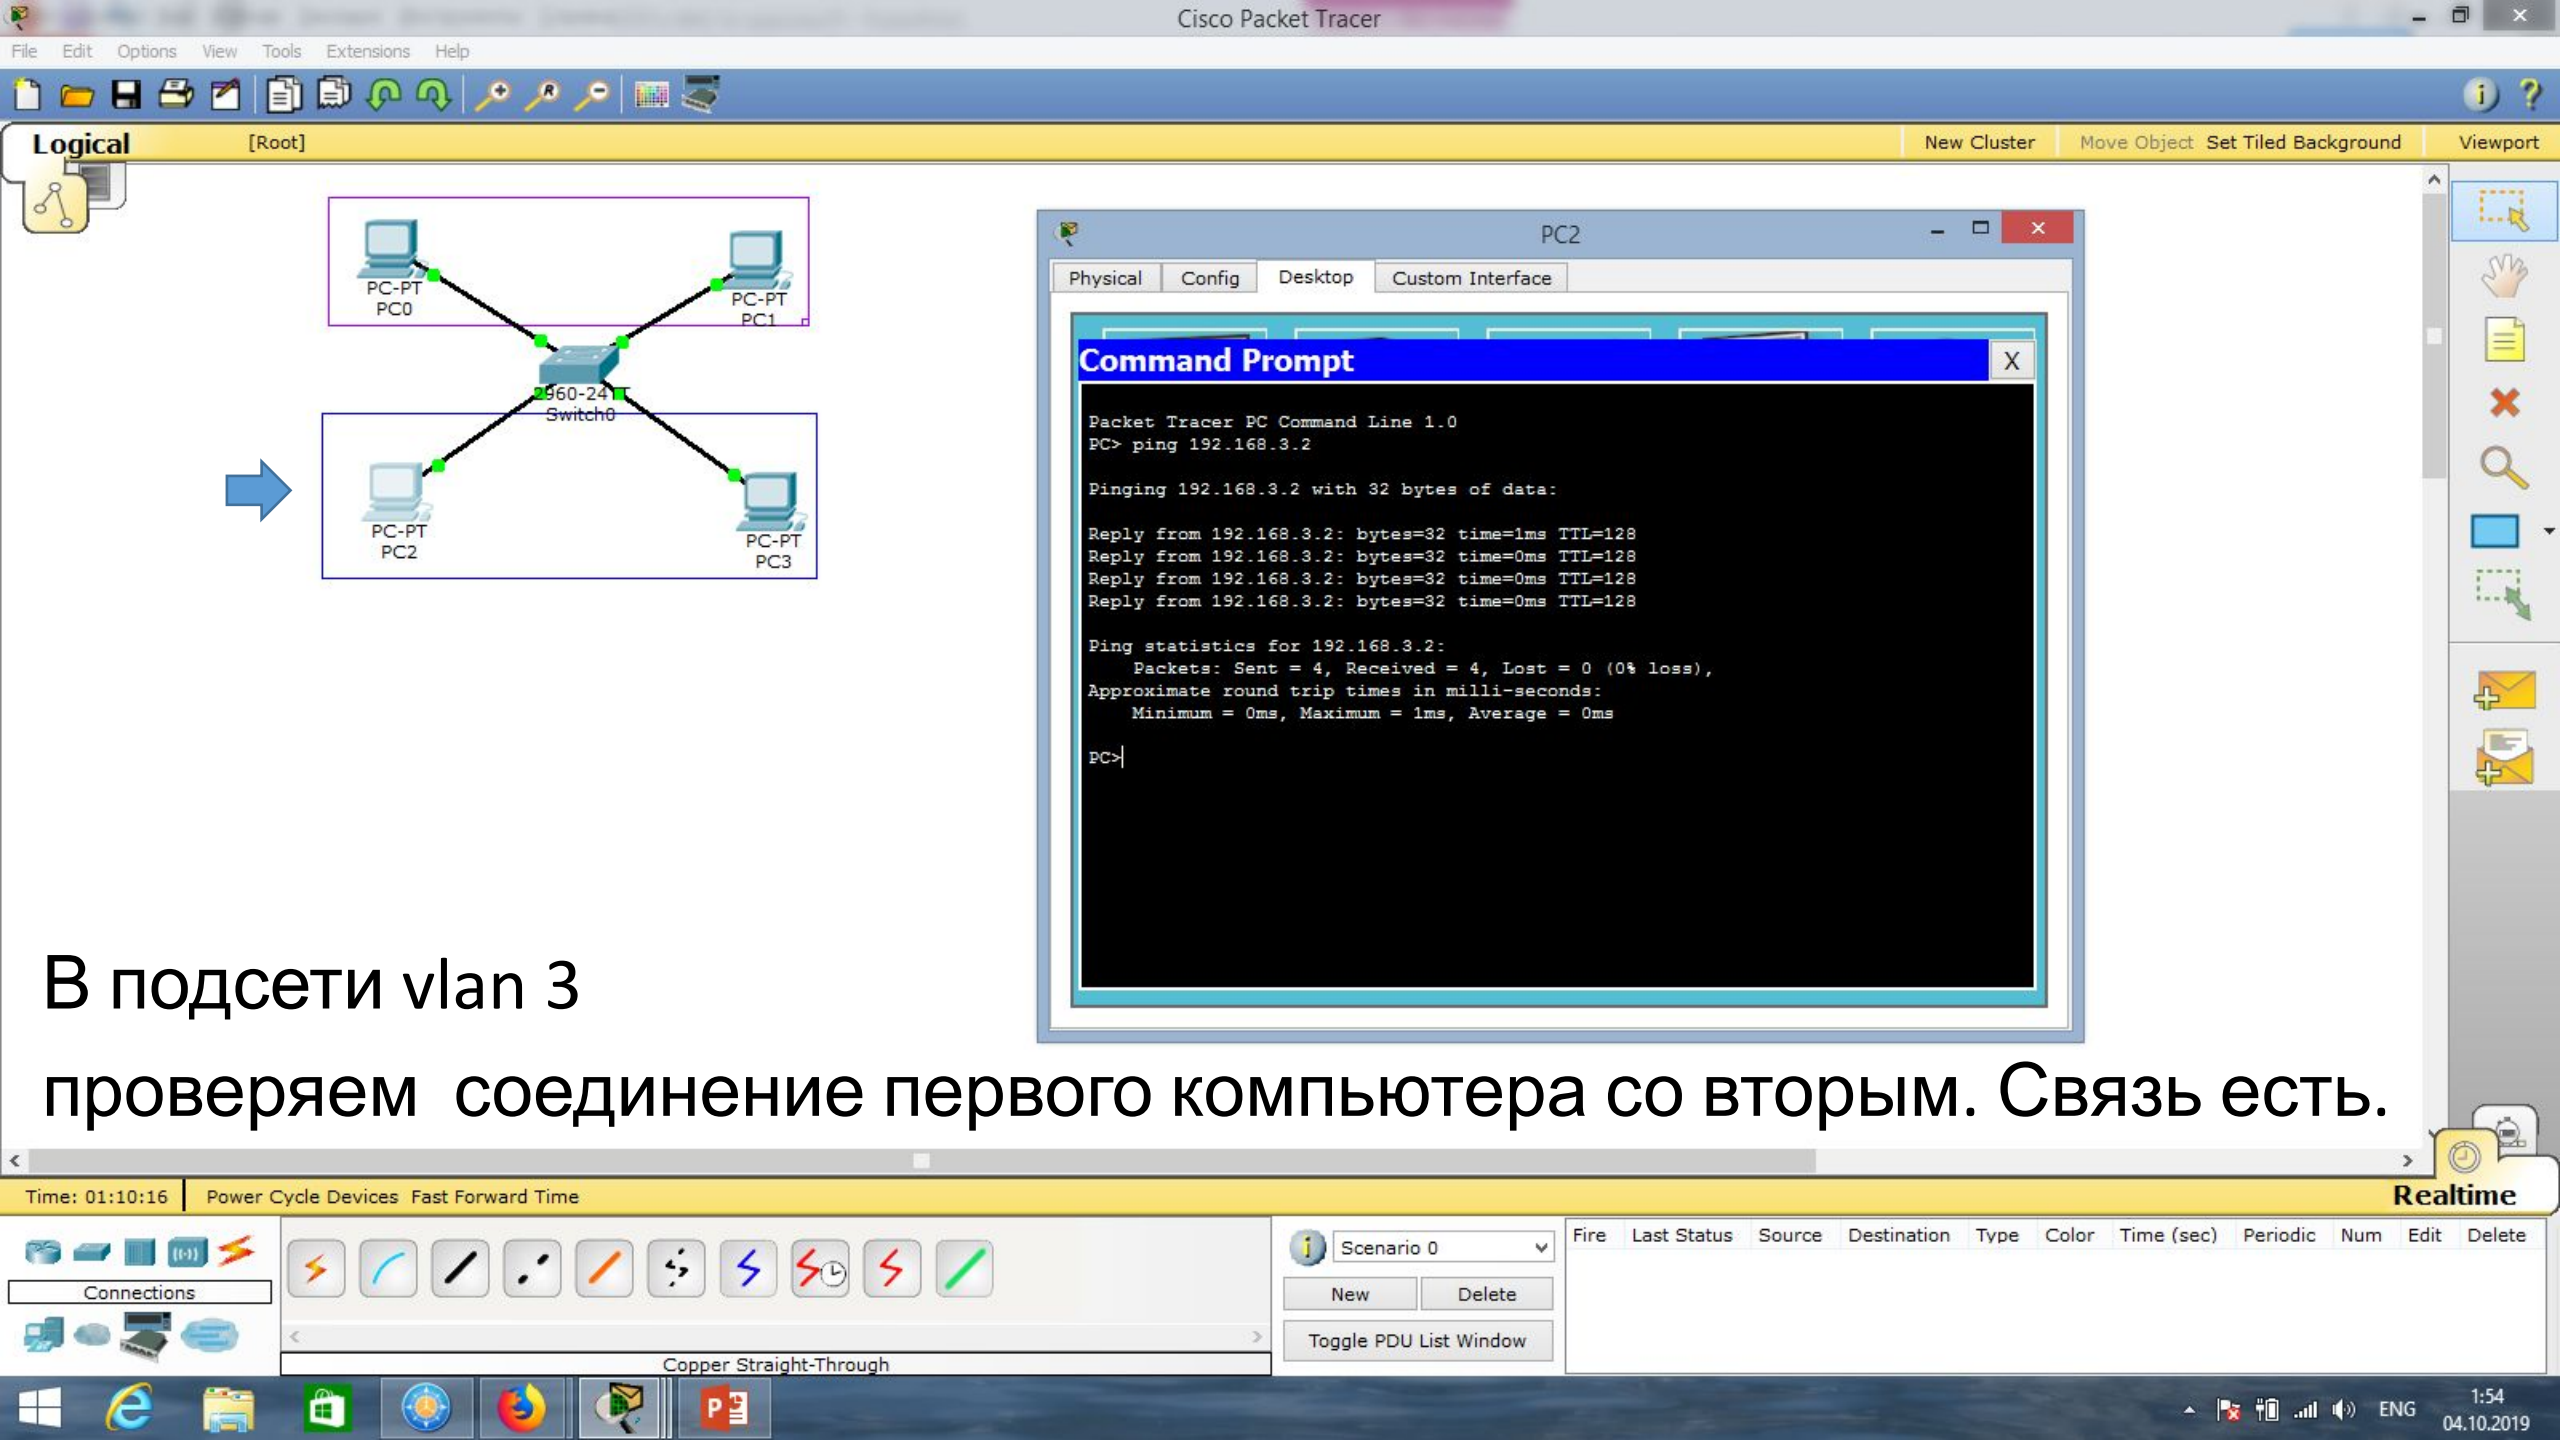 Cisco Packet Tracer
File Edit Options View Tools Extensions Help
Logical [Root] New Cluster Move Object Set Tiled Background Viewport
PC-PT
PC0
PC-PT
PC1
2960-24TT
Switch0
PC-PT
PC2
PC-PT
PC3
PC2
Physical Config Desktop Custom Interface
Command Prompt X
Packet Tracer PC Command Line 1.0
PC> ping 192.168.3.2
Pinging 192.168.3.2 with 32 bytes of data:
Reply from 192.168.3.2: bytes=32 time=1ms TTL=128
Reply from 192.168.3.2: bytes=32 time=0ms TTL=128
Reply from 192.168.3.2: bytes=32 time=0ms TTL=128
Reply from 192.168.3.2: bytes=32 time=0ms TTL=128
Ping statistics for 192.168.3.2:
Packets: Sent = 4, Received = 4, Lost = 0 (0% loss),
Approximate round trip times in milli-seconds:
Minimum = 0ms, Maximum = 1ms, Average = 0ms
PC>
В подсети vlan 3
проверяем соединение первого компьютера со вторым. Связь есть.
Time: 01:10:16 Power Cycle Devices Fast Forward Time Realtime
Connections
Copper Straight-Through
Scenario 0
New Delete
Toggle PDU List Window
Fire Last Status Source Destination Type Color Time (sec) Periodic Num Edit Delete
ENG
1:54
04.10.2019